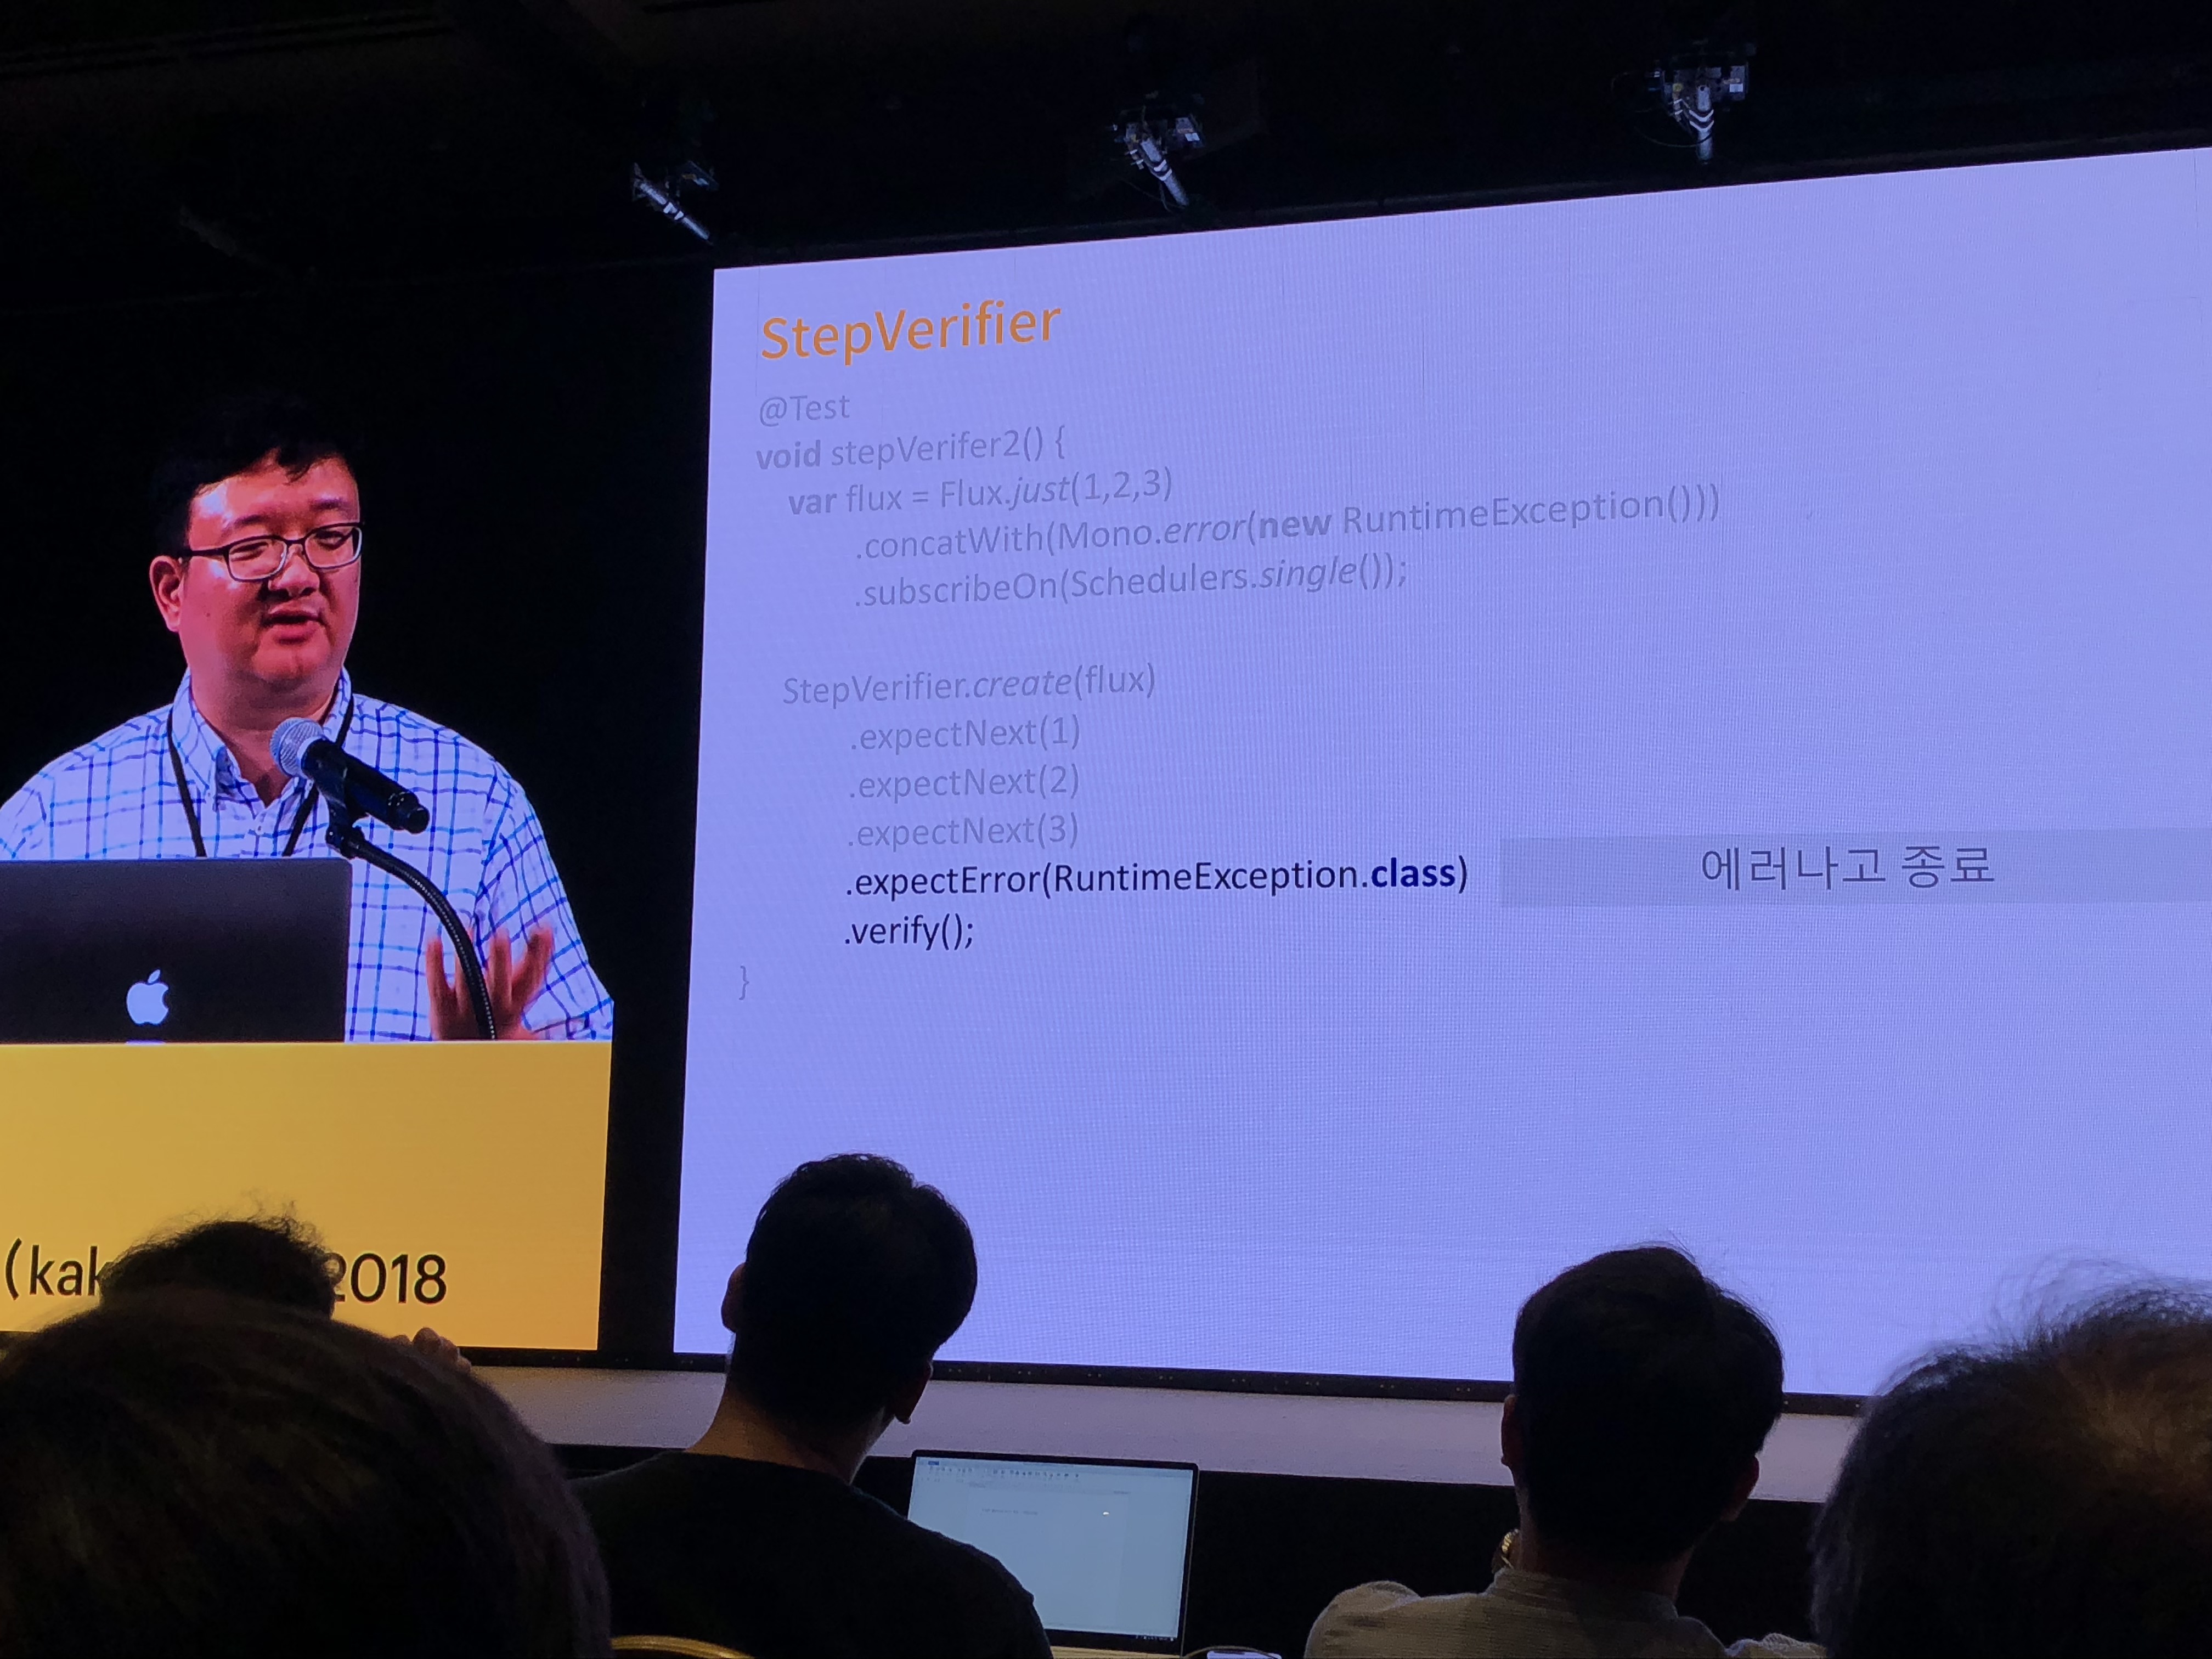 StepVerifier
@Test
void stepVerifer2() {
var flux = Flux.just(1,2,3)
.concatWith(Mono.error(new RuntimeException()))
.subscribeOn(Schedulers.single());
StepVerifier.create(flux)
.expectNext(1)
.expectNext(2)
.expectNext(3)
.expectError(RuntimeException.class)
에러나고 종료
.verify();
}
(kak 2018